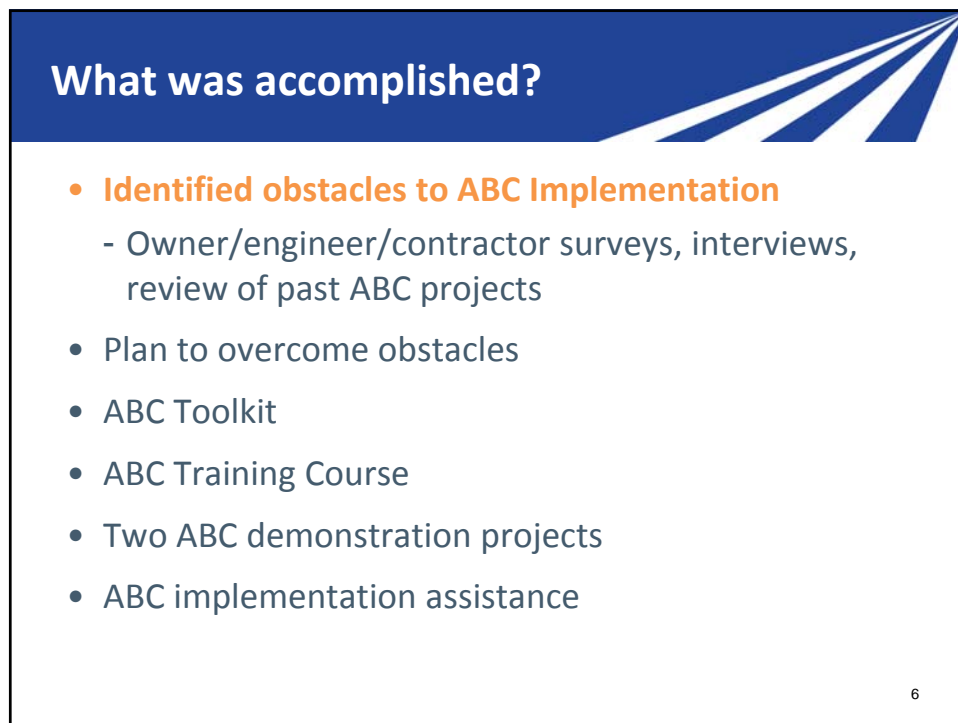 What was accomplished?
• Identified obstacles to ABC Implementation
- Owner/engineer/contractor surveys, interviews,
review of past ABC projects
• Plan to overcome obstacles
• ABC Toolkit
• ABC Training Course
• Two ABC demonstration projects
• ABC implementation assistance
6